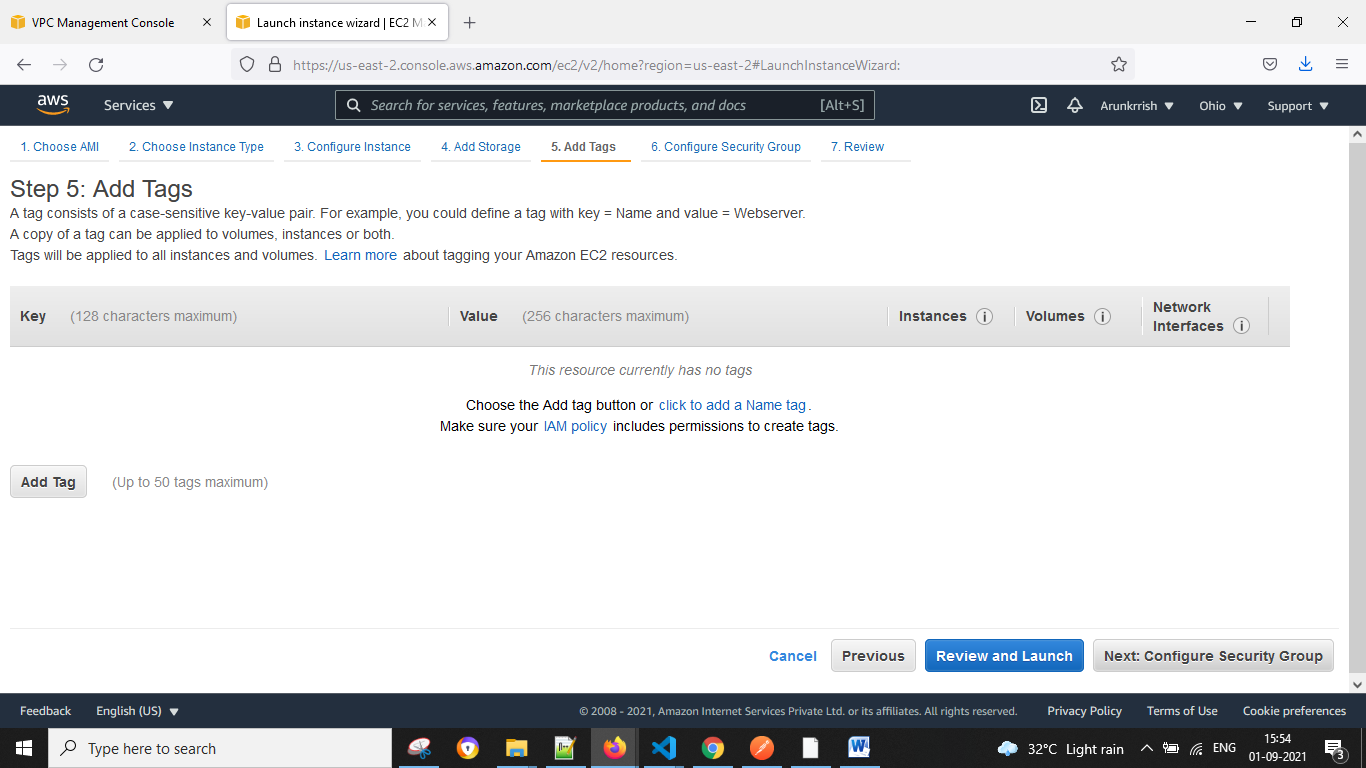 VPC Management Console
Launch instance wizard | EC2 M
https://us-east-2.console.aws.amazon.com/ec2/v2/home?region=us-east-2#LaunchInstanceWizard:
aws Services Search for services, features, marketplace products, and docs [Alt+S] Arunkrrish Ohio Support
1. Choose AMI 2. Choose Instance Type 3. Configure Instance 4. Add Storage 5. Add Tags 6. Configure Security Group 7. Review
Step 5: Add Tags
A tag consists of a case-sensitive key-value pair. For example, you could define a tag with key = Name and value = Webserver.
A copy of a tag can be applied to volumes, instances or both.
Tags will be applied to all instances and volumes. Learn more about tagging your Amazon EC2 resources.
Key (128 characters maximum) Value (256 characters maximum) Instances i Volumes i Network Interfaces i
This resource currently has no tags
Choose the Add tag button or click to add a Name tag.
Make sure your IAM policy includes permissions to create tags.
Add Tag (Up to 50 tags maximum)
Cancel Previous Review and Launch Next: Configure Security Group
Feedback English (US) © 2008 - 2021, Amazon Internet Services Private Ltd. or its affiliates. All rights reserved. Privacy Policy Terms of Use Cookie preferences
Type here to search 32°C Light rain ENG 15:54
01-09-2021 3